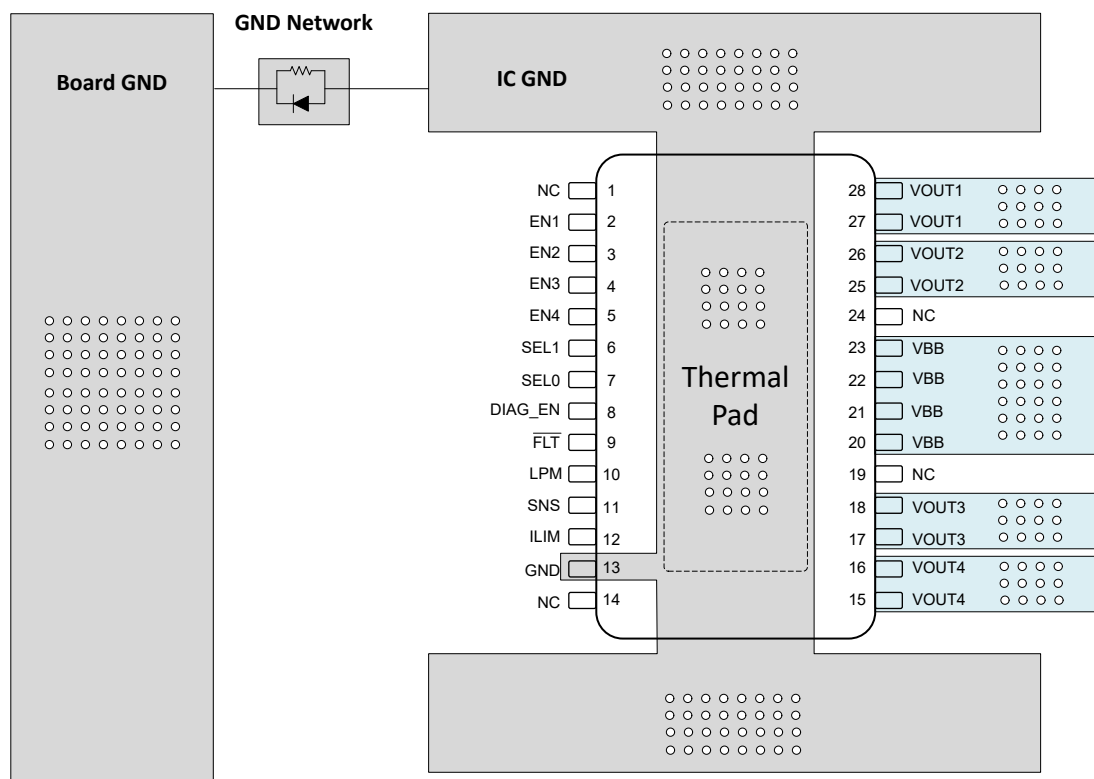 GND Network
Board GND
IC GND
NC 1
EN1 2
EN2 3
EN3 4
EN4 5
SEL1 6
SEL0 7
DIAG_EN 8
FLT 9
LPM 10
SNS 11
ILIM 12
GND 13
NC 14
Thermal
Pad
28 VOUT1
27 VOUT1
26 VOUT2
25 VOUT2
24 NC
23 VBB
22 VBB
21 VBB
20 VBB
19 NC
18 VOUT3
17 VOUT3
16 VOUT4
15 VOUT4